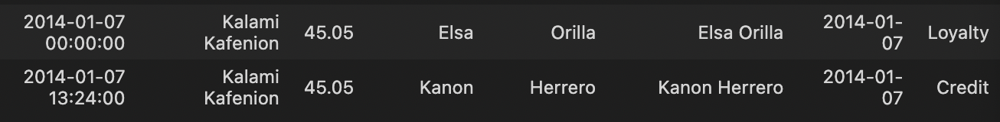 2014-01-07 00:00:00 Kalami Kafenion 45.05 Elsa Orilla Elsa Orilla 2014-01-07 Loyalty
2014-01-07 13:24:00 Kalami Kafenion 45.05 Kanon Herrero Kanon Herrero 2014-01-07 Credit